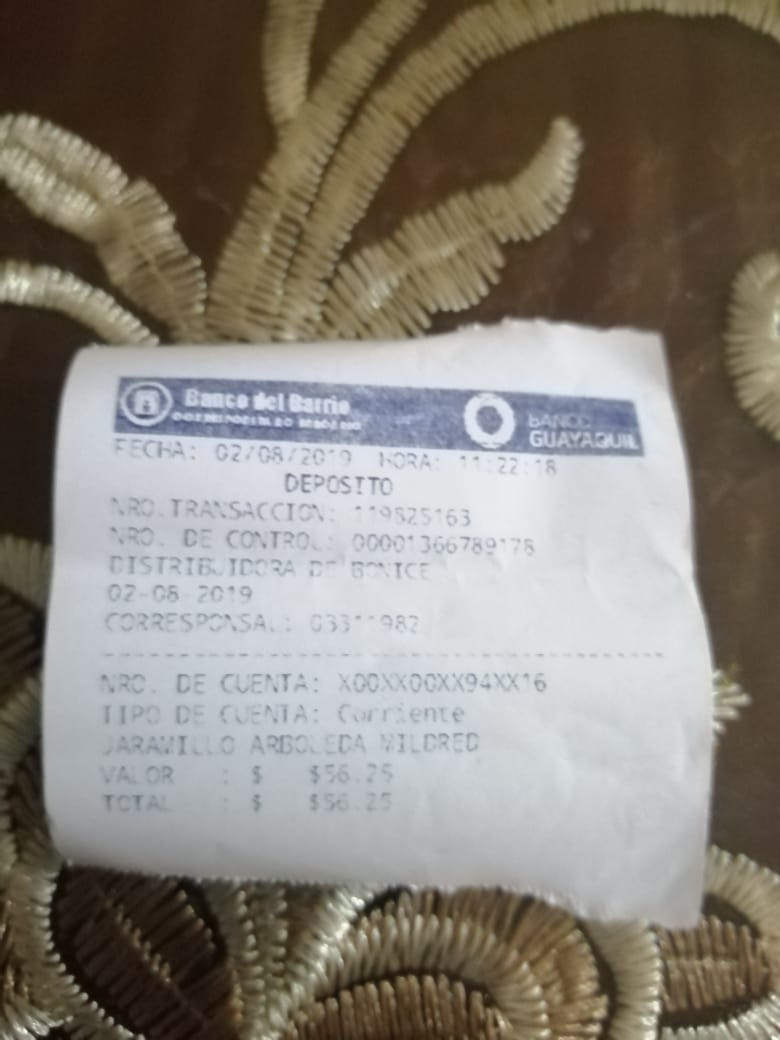 Banco del Barrio
BANCO
GUAYAQUIL
FECHA: 02/08/2019 HORA: 11:22:18
DEPOSITO
NRO.TRANSACCION: 119825163
NRO. DE CONTROL: 00001366789178
DISTRIBUIDORA DE BONICE
02-08-2019
CORRESPONSAL: 03311982
NRO. DE CUENTA: X00XX00XX94XX16
TIPO DE CUENTA: Corriente
JARAMILLO ARBOLEDA MILDRED
VALOR : $ $56.25
TOTAL : $ $56.25